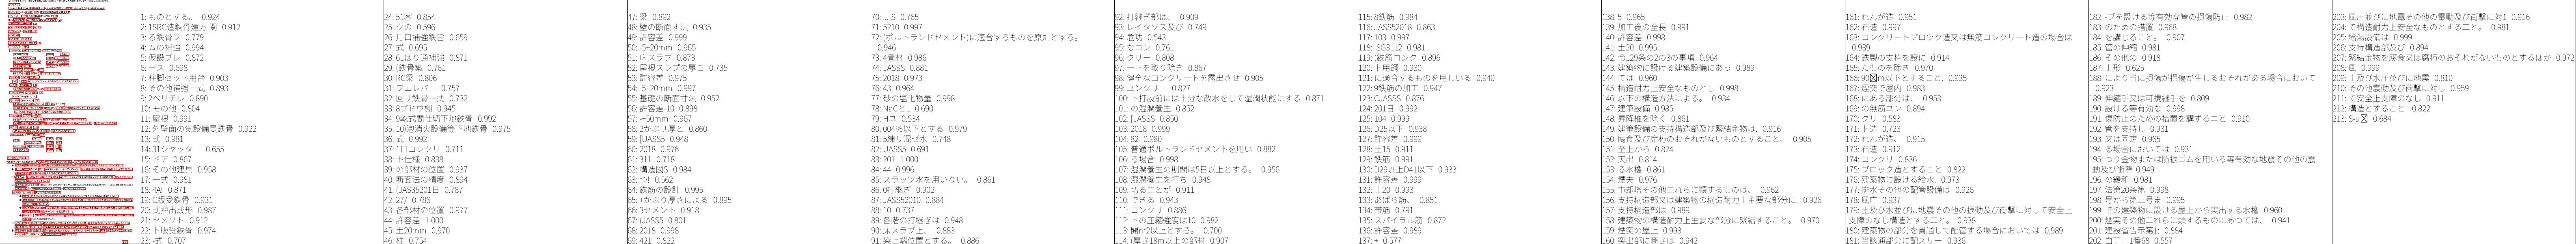 1: ものとする。 0.924
2: 1SRC造鉄骨建方I関 0.912
3: る鉄骨フ 0.779
4: ムの補強 0.994
5: 仮設ブレ 0.872
6: ース 0.698
7: 柱脚セット用台 0.903
8: その他補強一式 0.893
9: 2ベリチレ 0.890
10: その他 0.804
11: 屋根 0.991
12: 外壁面の気設備曼鉄骨 0.922
13: 式 0.981
14: 31シヤッター 0.655
15: ドア 0.867
16: その他建具 0.958
17: 一式 0.981
18: 4A! 0.871
19: C版受鉄骨 0.931
20: 式押出成形 0.987
21: セメソト 0.912
22: ト版受鉄骨 0.974
23: -式 0.707
24: 51客 0.854
25: クの 0.596
26: 月口補強鉄旨 0.659
27: 式 0.695
28: 61はり通補強 0.871
29: (鉄骨築 0.761
30: RC梁 0.806
31: フエレバー 0.757
32: 回り鉄骨一式 0.732
33: 8ブドウ棚 0.945
34: 9乾式間仕切下地鉄骨 0.992
35: 10)泡消火設備等下地鉄骨 0.975
36: 式 0.992
37: 1日コンクリ 0.711
38: ト仕様 0.838
39: の部材の位置 0.937
40: 断面法の精度 0.894
41: (JAS35201日 0.787
42: 27/ 0.786
43: 各部材の位置 0.977
44: 許容差 1.000
45: 土20mm 0.970
46: 柱 0.754
47: 梁 0.892
48: 壁の断面す法 0.935
49: 許容差 0.999
50: -5+20mm 0.965
51: 床スラブ 0.873
52: 屋根スラブの厚こ 0.735
53: 許容差 0.975
54: -5+20mm 0.997
55: 基礎の断面寸法 0.952
56: 許容差-10 0.898
57: -+50mm 0.967
58: 2かぶり厚と 0.860
59: [UASS5 0.948
60: 2018 0.976
61: 311 0.718
62: 構造図S 0.984
63: つ! 0.562
64: 鉄筋の設計 0.995
65: +かぶり厚さによる 0.895
66: 3セメント 0.918
67: (JASS5 0.801
68: 2018 0.998
69: 421 0.822
70: .JIS 0.765
71: 5210 0.997
72: (ポルトランドセメント)に適合するものを原則とする。
0.946
73: 4骨材 0.986
74: JASSS 0.881
75: 2018 0.973
76: 43 0.964
77: 砂の塩化物量 0.998
78: NaCとL 0.690
79: Hユ 0.534
80: 004%以下とする 0.979
81: 5棟リ混ゼ水 0.748
82: UASS5 0.691
83: 201 1.000
84: 44 0.996
85: スラッツ水を用いない。 0.861
86: 0打継ぎ 0.902
87: JASS52010 0.884
88: 10 0.737
89: 各階の打継ぎは 0.948
90: 床スラブ上、 0.883
91: 染上端位置とする。 0.886
92: 打継ぎ部は、 0.909
93: レイタソス及び 0.749
94: 危功 0.543
95: なコン 0.761
96: クリー 0.808
97: ートを取り除き 0.867
98: 健全なコンクリートを露出させ 0.905
99: ユンクリー 0.827
100: ト打設前には十分な散水をして湿潤状態にする 0.871
101: の湿潤養生 0.852
102: [JASSS 0.850
103: 2018 0.999
104: 82 0.980
105: 普通ポルトランドセメントを用い 0.882
106: る場合 0.998
107: 湿潤養生の期間は5日以上とする。 0.956
108: 湿潤養生を打ち 0.948
109: 切ることが 0.911
110: できる 0.943
111: コンクリ 0.886
112: トの圧縮強度は10 0.982
113: 開m2以上とする。 0.700
114: (厚さ18m以上の部材 0.907
115: 8鉄筋 0.984
116: JASSS2018 0.863
117: 103 0.997
118: ISG3112 0.981
119: (鉄筋コンク 0.896
120: ト用鋼 0.930
121: に適合するものを用しいる 0.940
122: 9鉄筋の加工 0.947
123: CJASSS 0.876
124: 201日 0.992
125: 104 0.999
126: D25以下 0.938
127: 許容差 0.999
128: 土15 0.911
129: 鉄筋 0.991
130: D29以上D41以下 0.933
131: 許容差 0.999
132: 土20 0.993
133: あばら筋、 0.851
134: 帯筋 0.791
135: スパイラル筋 0.872
136: 許容差 0.989
137: + 0.577
138: 5 0.965
139: 加工後の全長 0.991
140: 許容差 0.998
141: 土20 0.995
142: 令129条の2の3の事項 0.964
143: 建築物に設ける建築設備にあっ 0.989
144: ては 0.960
145: 構造耐力上安全なものとし 0.998
146: 以下の構造方法による。 0.934
147: 建筆設備 0.985
148: 昇降椎を除く 0.861
149: 建筆設備の支持構造部及び緊結金物は、 0.916
150: 腐食及び腐朽のおそれがないものとすること、 0.905
151: 至上から 0.824
152: 天出 0.814
153: る水橹 0.861
154: 煙夫 0.976
155: 市却塔その他これらに類するものは、 0.962
156: 支持構造部又は建築物の構造耐力上主要な部分に、 0.926
157: 支持構造部は 0.989
158: 建築物の構造耐力上主要な部分に緊結すること。 0.970
159: 煙突の屋上 0.993
160: 突出部に商さは 0.942
161: れんが造 0.951
162: 石造 0.997
163: コンクリートブロック造又は無筋コンクリート造の場合は
0.939
164: 鉄製の支枠を設に 0.914
165: たものを除き 0.970
166: 90m以下とすること、 0.935
167: 煙突で屋内 0.983
168: にある部分は、 0.953
169: の無筋コン 0.894
170: クリ 0.583
171: ト造 0.723
172: れんが造、 0.915
173: 石造 0.912
174: コンクリ 0.836
175: ブロック造とすること 0.822
176: 建築物に設ける給水、 0.973
177: 排水その他の配管設備は 0.926
178: 風庄 0.937
179: 土圧及び水並びに地震その他の振動及び衝撃に対して安全上
支障のなし構造とすること。 0.938
180: 建築物の部分を貫通して配管する場合においては 0.989
181: 当該通部分に配スリー 0.936
182: -ブを設ける等有効な管の損傷防止 0.982
183: のための措置 0.968
184: を講じること。 0.907
185: 管の伸縮 0.981
186: その他の 0.918
187: 上形 0.625
188: により当に損傷が損傷が生しるおそれがある場合において
0.923
189: 伸縮手又は可携継手を 0.809
190: 設ける等有効な 0.998
191: 傷防止のための措置を講ずること 0.910
192: 管を支持し 0.931
193: 又は固定 0.965
194: る場合においては 0.931
195: つり金物または防振ゴムを用いる等有効な地震その他の震
動及び衝尊 0.949
196: の緩和 0.981
197: 法第20条第 0.998
198: 号から第三号ま 0.995
199: での建築物に設ける屋上から実出する水橹 0.960
200: 煙実その他二れらに類するものにあっては、 0.964
201: 建設省告示第1: 0.884
202: 白丁二1番68 0.557
203: 風圧並びに地電その他の電動及び衝撃に対1 0.916
204: て構造耐力上安全なものとすること。 0.981
205: 給湯設備は 0.999
206: 支持構造部及び 0.894
207: 緊結金物を腐食又は腐朽のおそれがないものとするほか 0.972
208: 風 0.999
209: 土及び水圧並びに地震 0.810
210: その他震動及び衝撃に対し 0.959
211: て安上支障のなし 0.911
212: 構造とすること、 0.822
213: S-u 0.684